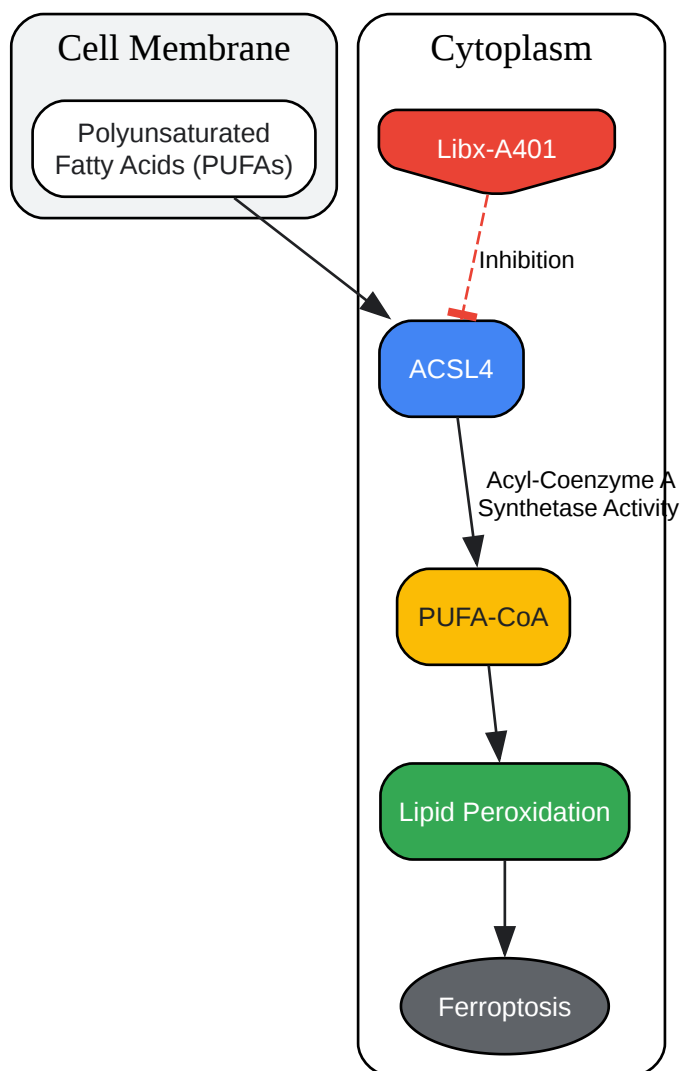 Cell Membrane
Polyunsaturated
Fatty Acids (PUFAs)
Cytoplasm
Libx-A401
Inhibition
ACSL4
Acyl-Coenzyme A
Synthetase Activity
PUFA-CoA
Lipid Peroxidation
Ferroptosis